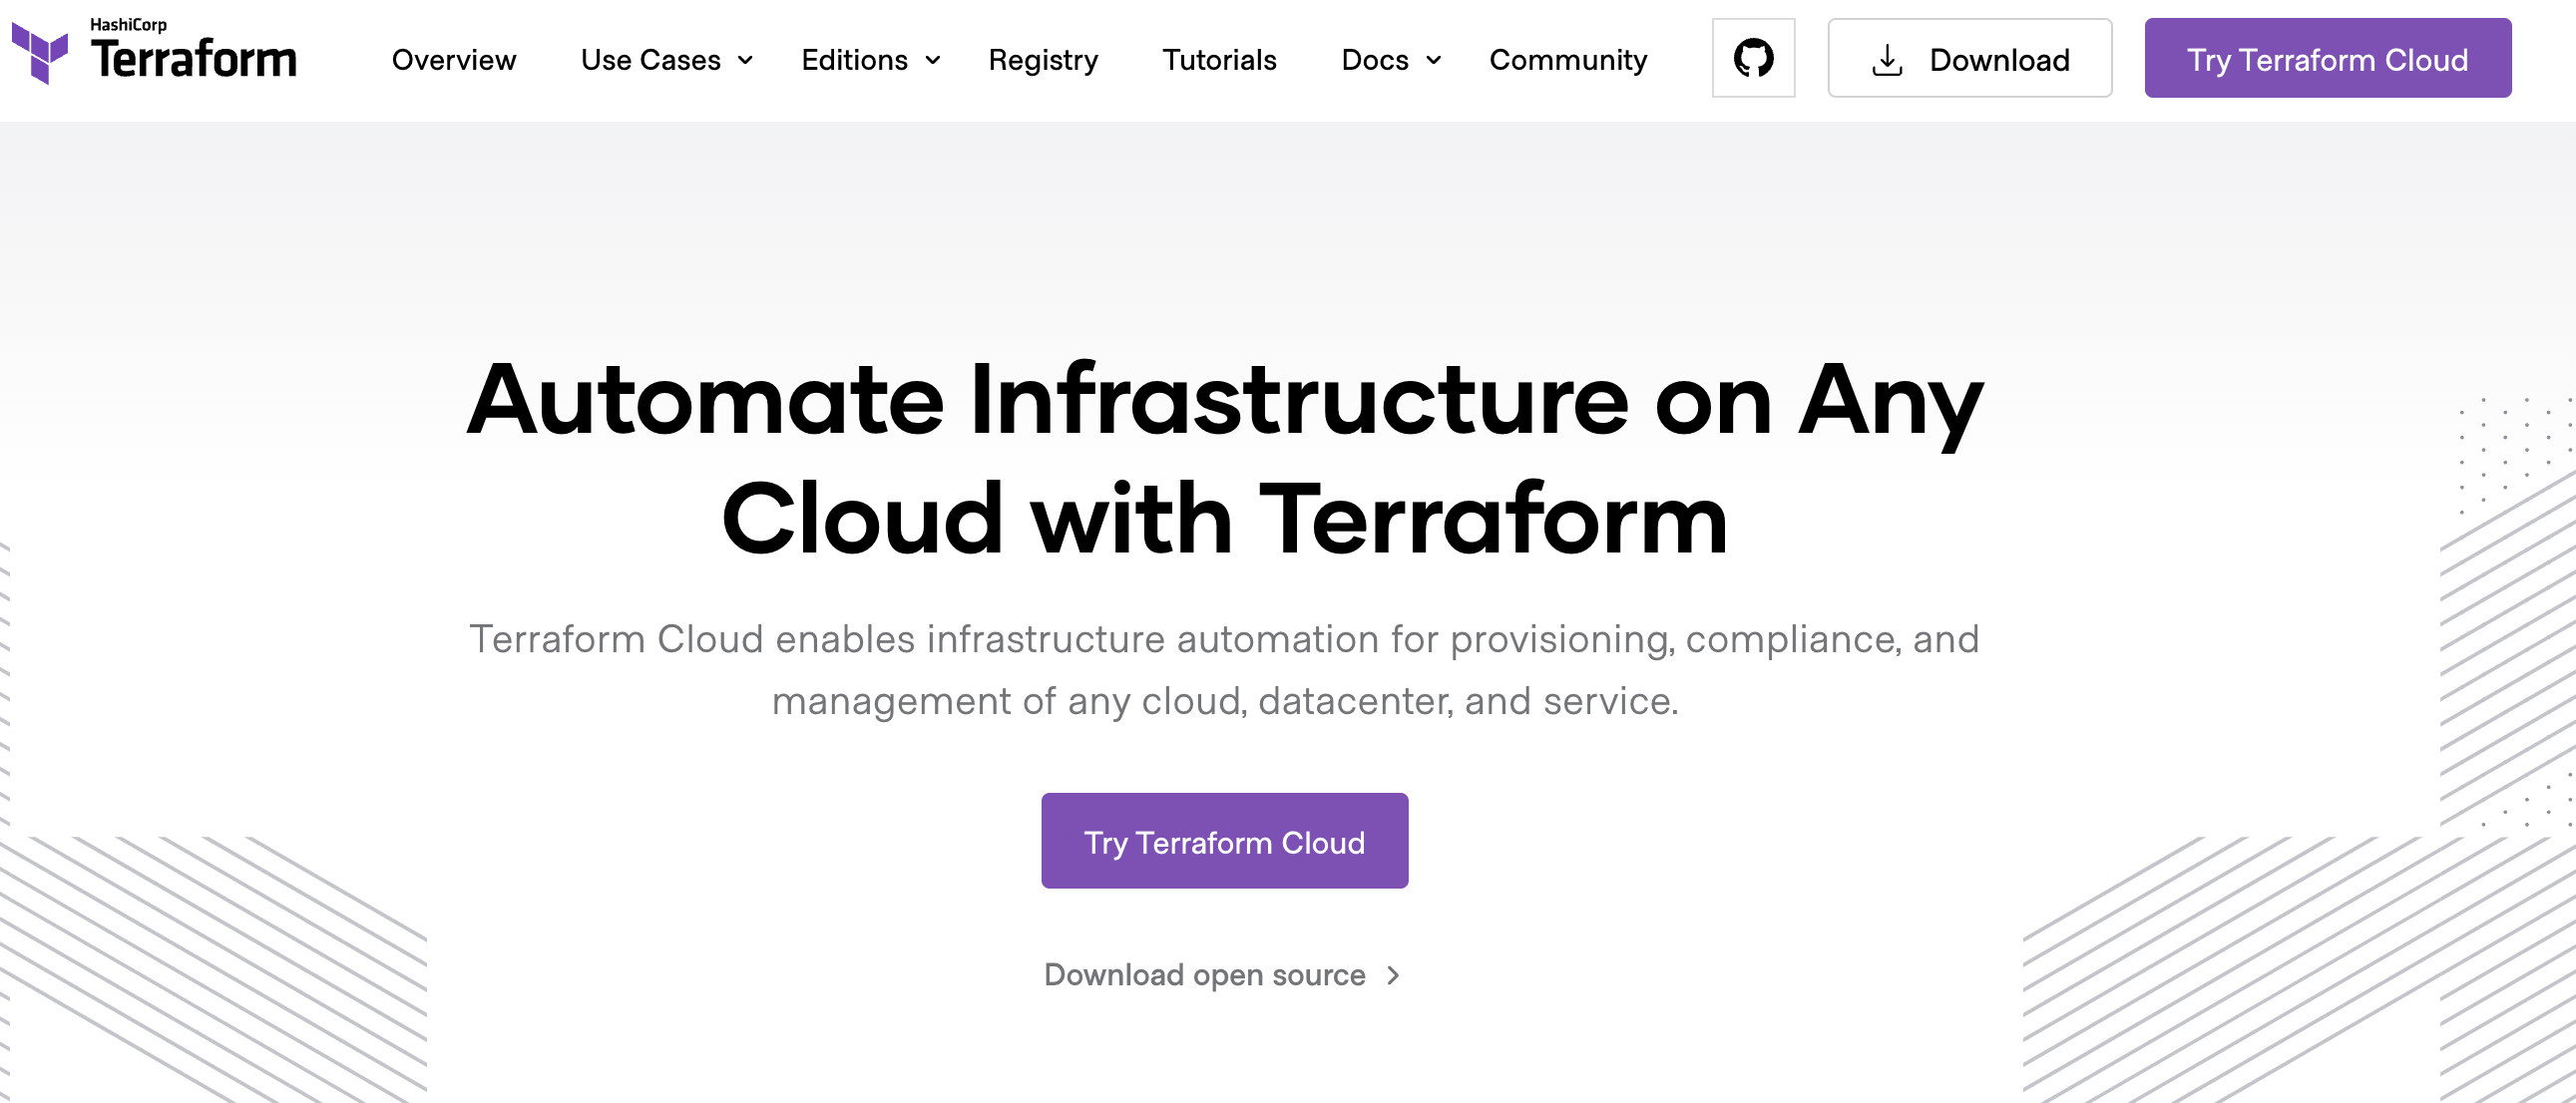 HashiCorp
Terraform
Overview
Use Cases
Editions
Registry
Tutorials
Docs
Community
Download
Try Terraform Cloud
Automate Infrastructure on Any
Cloud with Terraform
Terraform Cloud enables infrastructure automation for provisioning, compliance, and
management of any cloud, datacenter, and service.
Try Terraform Cloud
Download open source